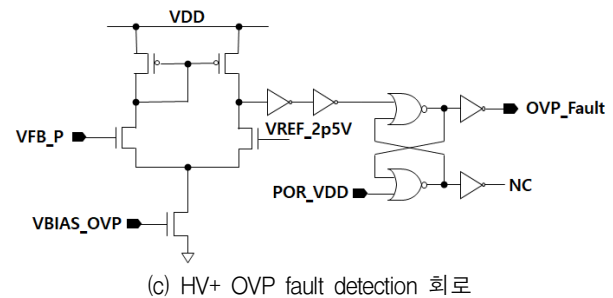 VDD
VFB_P
VREF_2p5V
OVP_Fault
POR_VDD
NC
VBIAS_OVP
(c) HV+ OVP fault detection 회로